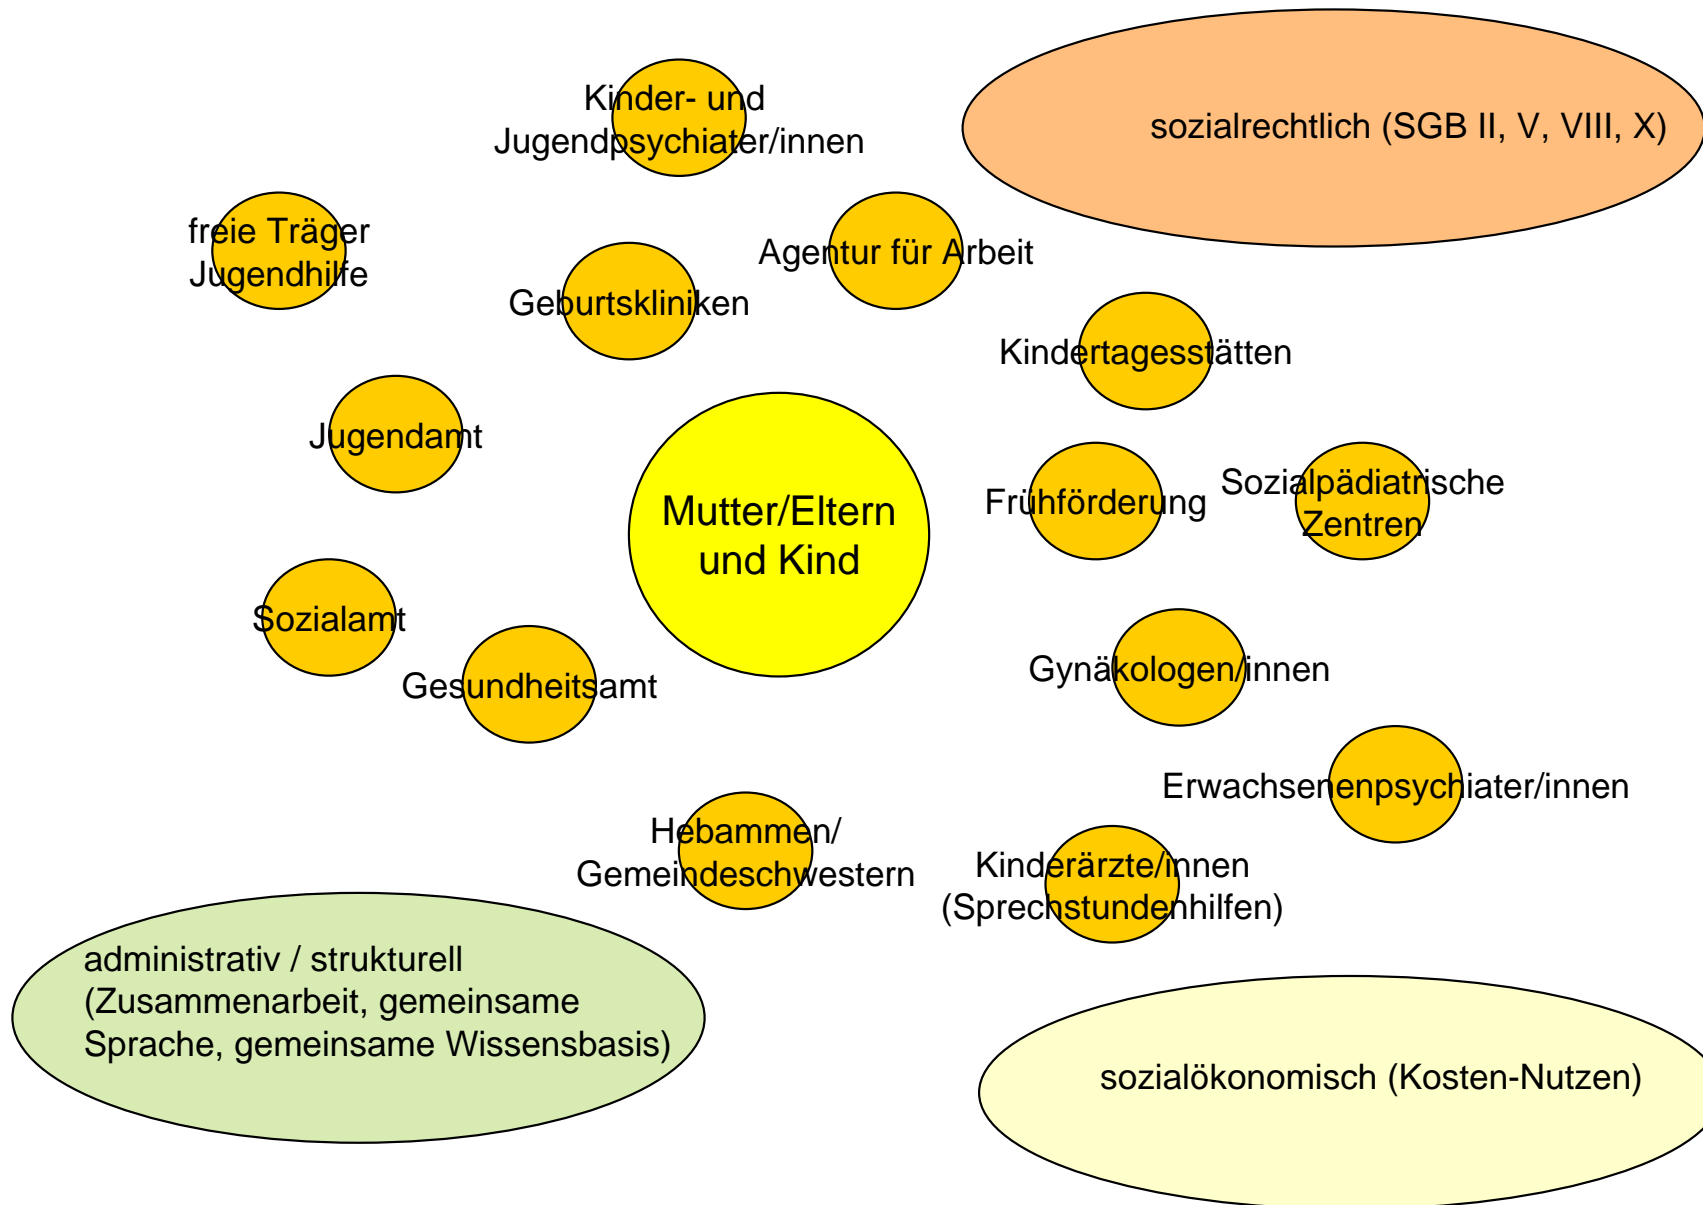 Kinder- und
Jugendpsychiater/innen
sozialrechtlich (SGB II, V, VIII, X)
freie Träger
Jugendhilfe
Agentur für Arbeit
Geburtskliniken
Kindertagesstätten
Jugendamt
Mutter/Eltern
und Kind
Frühförderung
Sozialpädiatrische
Zentren
Sozialamt
Gesundheitsamt
Gynäkologen/innen
Erwachsenenpsychiater/innen
Hebammen/
Gemeindeschwestern
Kinderärzte/innen
(Sprechstundenhilfen)
administrativ / strukturell
(Zusammenarbeit, gemeinsame
Sprache, gemeinsame Wissensbasis)
sozialökonomisch (Kosten-Nutzen)